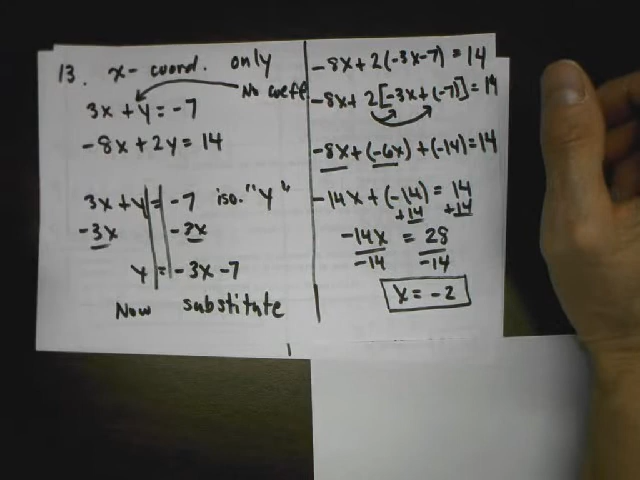 13. x-coord. only
No coeff
3x + y = -7
-8x + 2y = 14
3x + y = -7 iso. "y"
-3x -3x
y = -3x - 7
Now substitute
-8x + 2(-3x-7) = 14
-8x + 2[-3x + (-7)] = 14
-8x + (-6x) + (-14) = 14
-14x + (-14) = 14
+14 +14
-14x = 28
-14 -14
x = -2